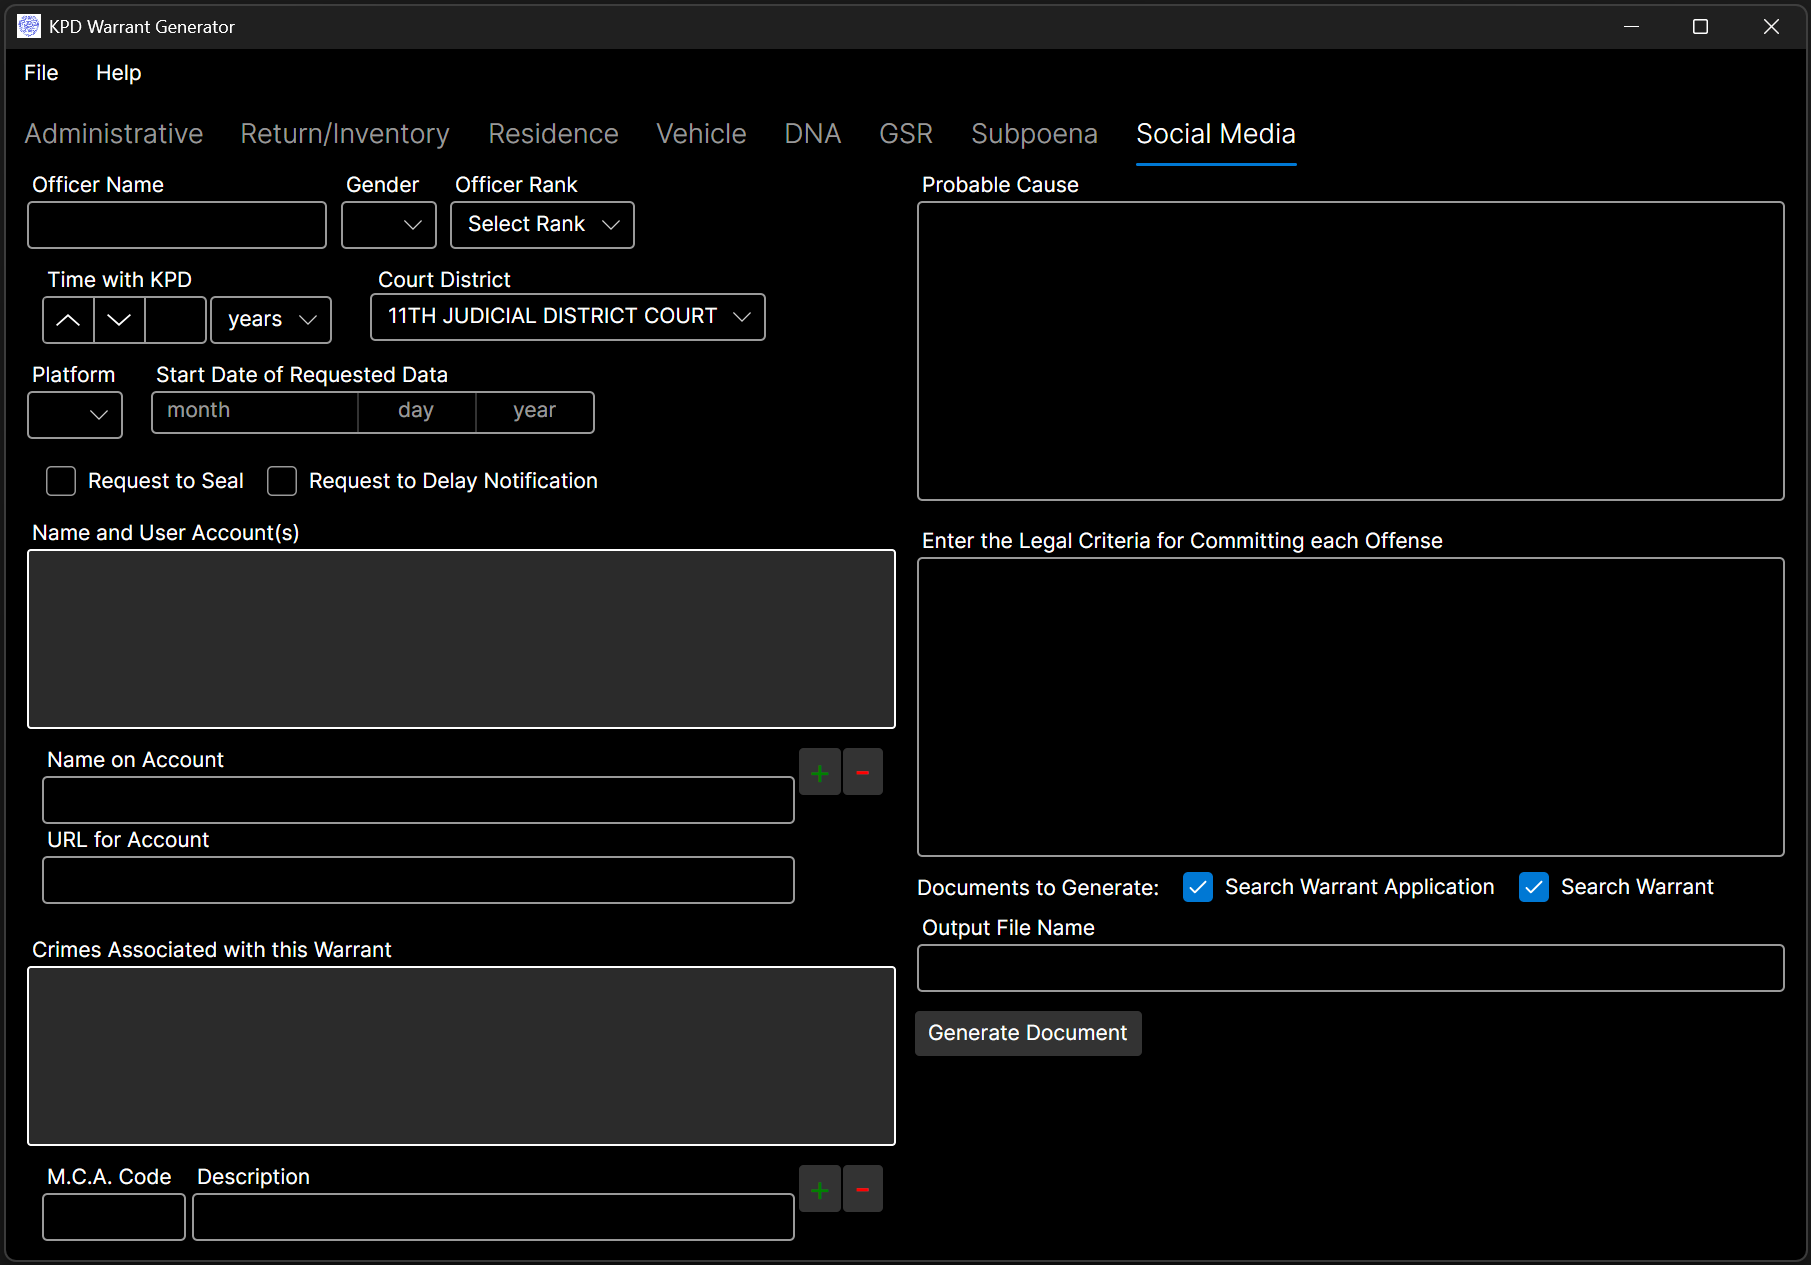 KPD Warrant Generator
File Help
Administrative Return/Inventory Residence Vehicle DNA GSR Subpoena Social Media
Officer Name Gender Officer Rank
Select Rank
Time with KPD Court District
years 11TH JUDICIAL DISTRICT COURT
Platform Start Date of Requested Data
month day year
Request to Seal Request to Delay Notification
Name and User Account(s)
Name on Account
+ -
URL for Account
Crimes Associated with this Warrant
M.C.A. Code Description
+ -
Probable Cause
Enter the Legal Criteria for Committing each Offense
Documents to Generate: Search Warrant Application Search Warrant
Output File Name
Generate Document